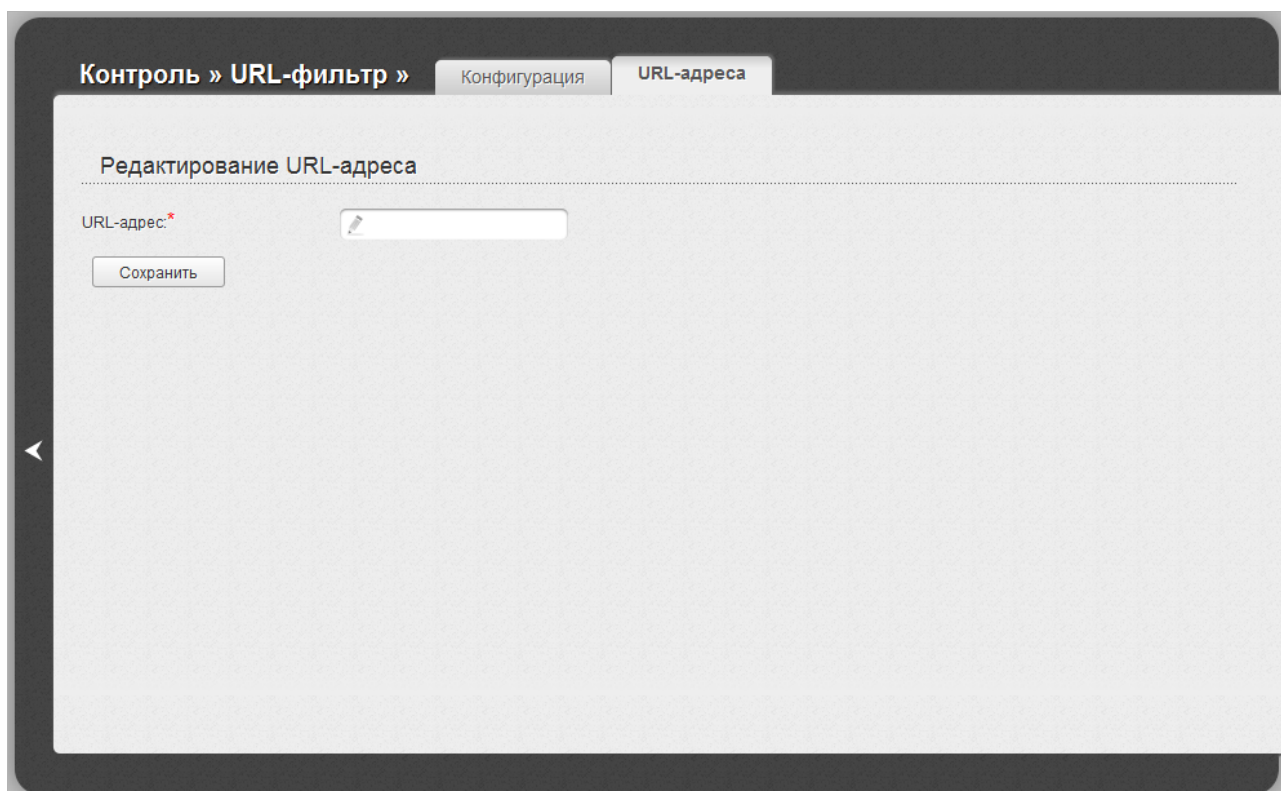 Контроль » URL-фильтр » Конфигурация URL-адреса
Редактирование URL-адреса
URL-адрес:*
Сохранить